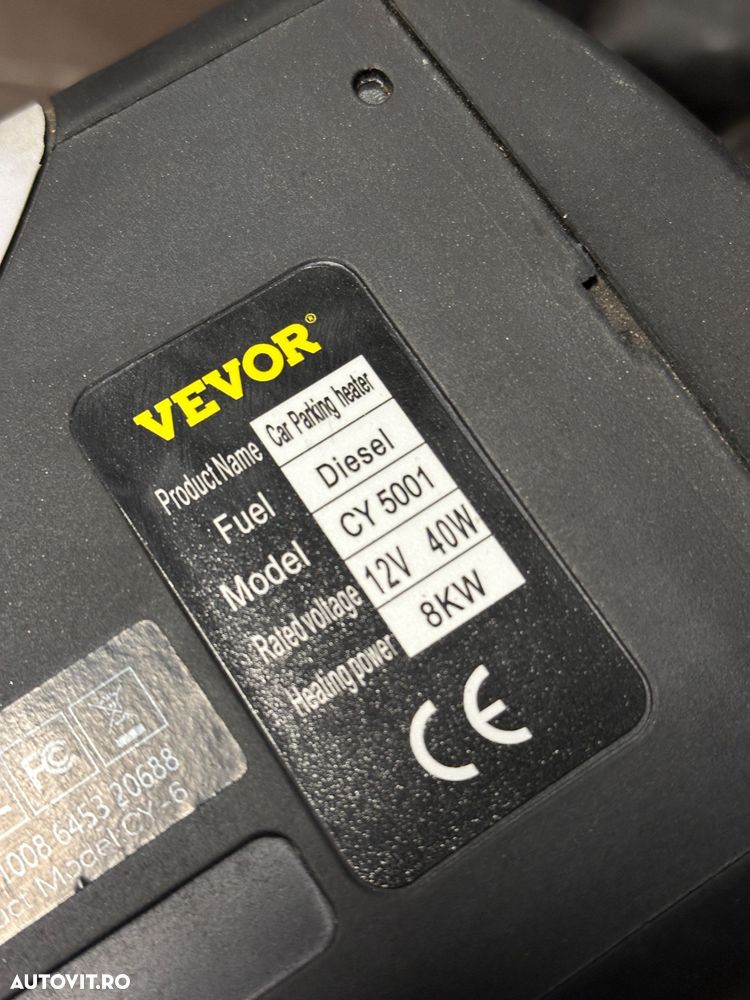 VEVOR®
Product Name Car Parking heater
Fuel Diesel
Model CY 5001
Rated voltage 12V 40W
Heating power 8KW
CE
FC
1008 6453 20688
uct Model:CY-6
AUTOVIT.RO